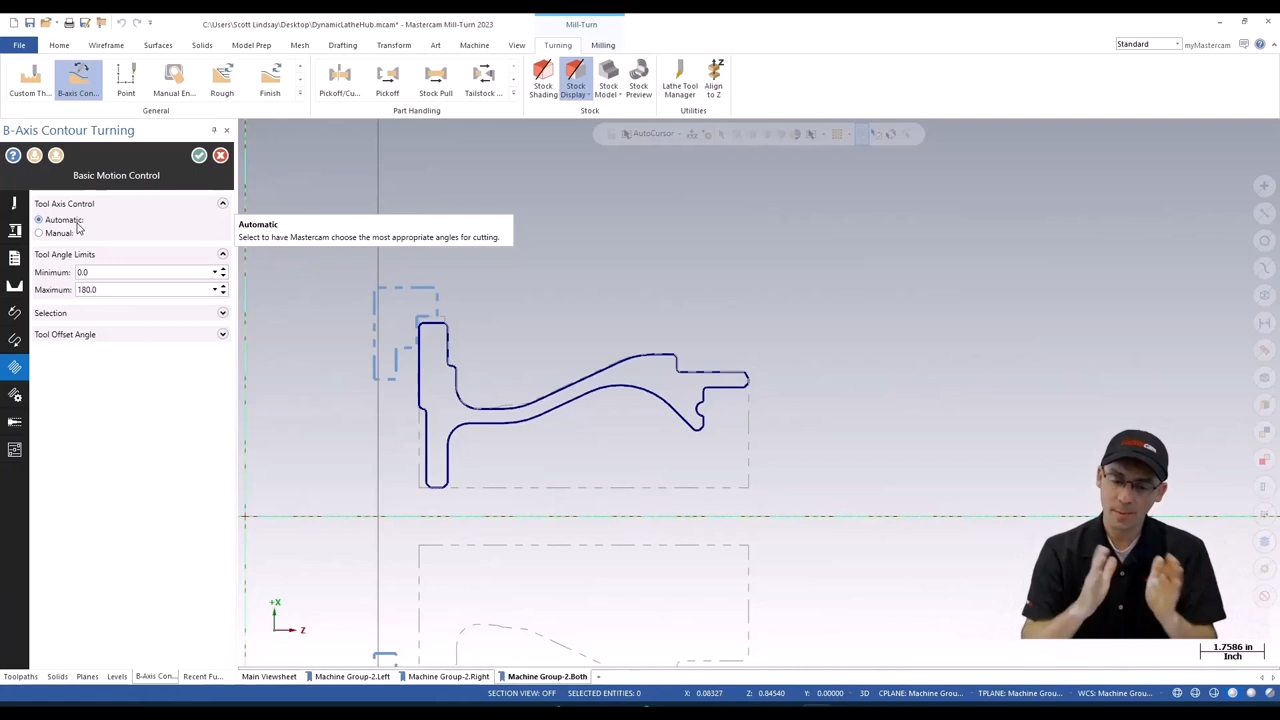 C:\Users\Scott Lindsay\Desktop\DynamicLatheHub.mcam* - Mastercam Mill-Turn 2023
Mill-Turn
File Home Wireframe Surfaces Solids Model Prep Mesh Drafting Transform Art Machine View Turning Milling
Standard
myMastercam
Custom Th... B-axis Con... Point Manual En... Rough Finish
Pickoff/Cu... Pickoff Stock Pull Tailstock ...
Stock Shading
Stock Display
Stock Model
Stock Preview
Lathe Tool Manager
Align to Z
General Part Handling Stock Utilities
B-Axis Contour Turning
AutoCursor
Basic Motion Control
Tool Axis Control
Automatic:
Manual:
Automatic
Select to have Mastercam choose the most appropriate angles for cutting.
Tool Angle Limits
Minimum: 0.0
Maximum: 180.0
Selection
Tool Offset Angle
+X
Z
1.7586 in
Inch
Toolpaths Solids Planes Levels B-Axis Con... Recent Fu...
Main Viewsheet Machine Group-2.Left Machine Group-2.Right Machine Group-2.Both +
SECTION VIEW: OFF SELECTED ENTITIES: 0 X: 0.08327 Z: 0.84540 Y: 0.00000 3D CPLANE: Machine Gro... TPLANE: Machine Grou... WCS: Machine Grou...